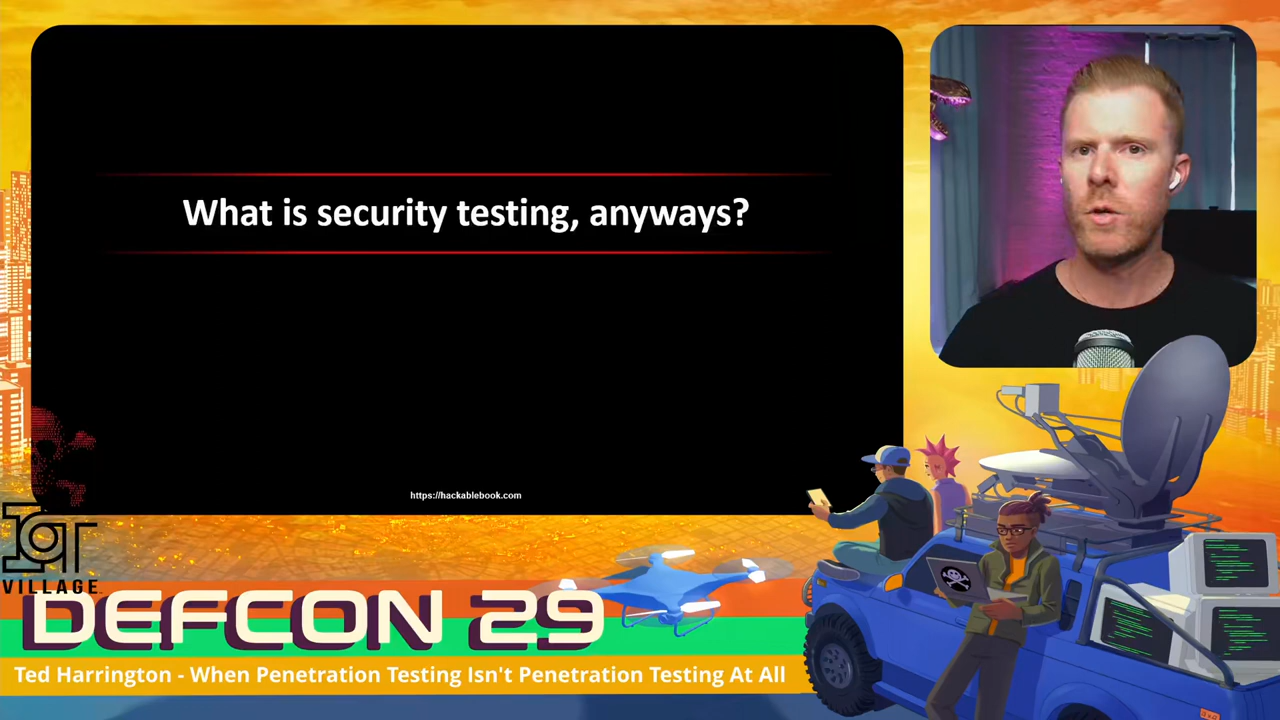 What is security testing, anyways?
https://hackablebook.com
IOT
VILLAGE
DEFCON 29
Ted Harrington - When Penetration Testing Isn't Penetration Testing At All